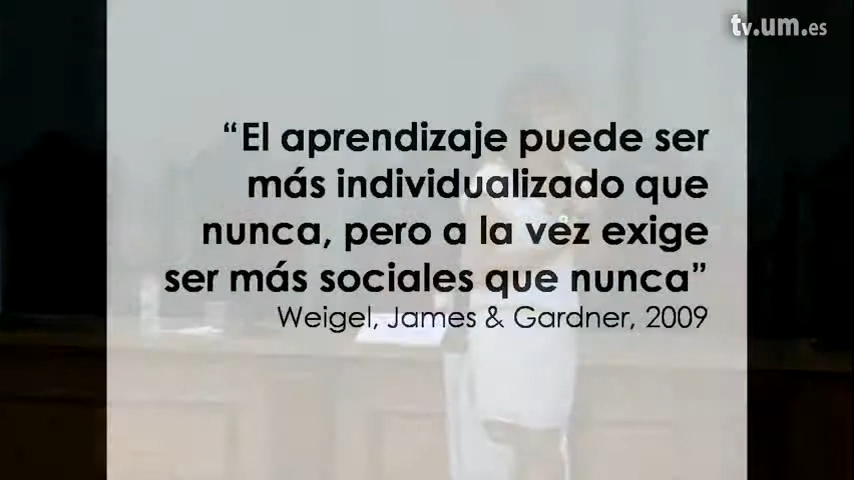 tv.um.es
“El aprendizaje puede ser
más individualizado que
nunca, pero a la vez exige
ser más sociales que nunca”
Weigel, James & Gardner, 2009